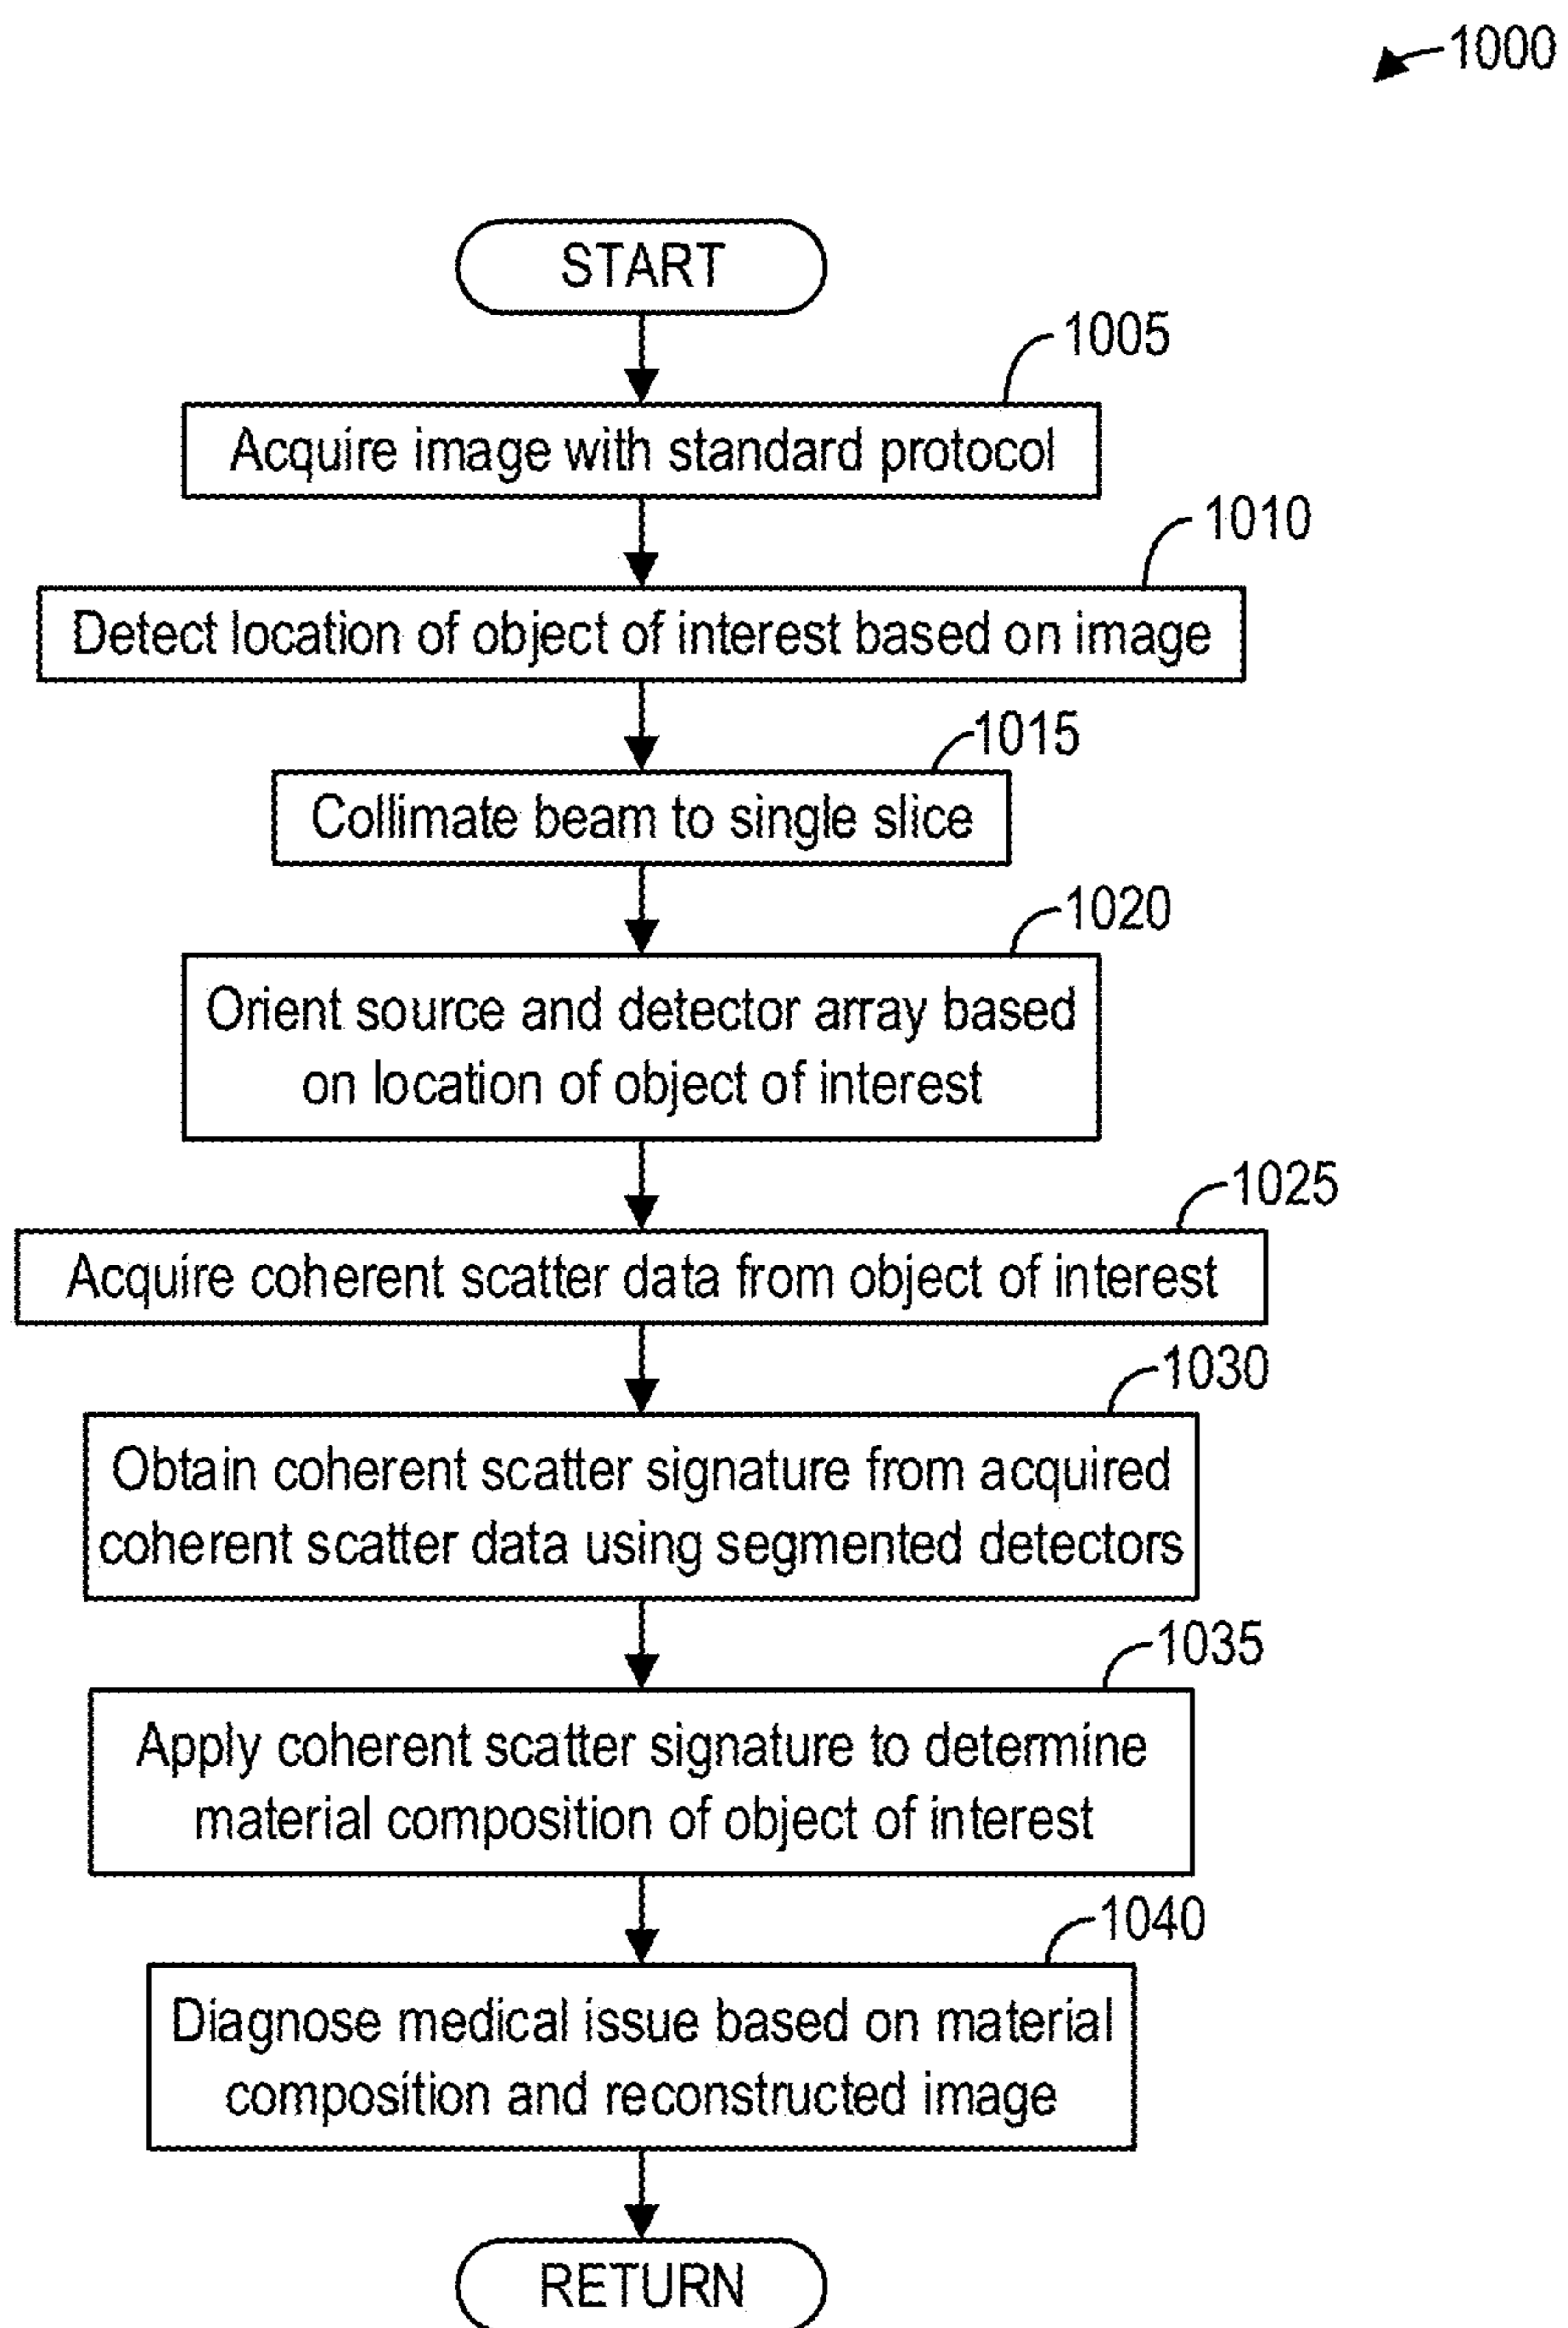 1000
START
1005
Acquire image with standard protocol
1010
Detect location of object of interest based on image
1015
Collimate beam to single slice
1020
Orient source and detector array based
on location of object of interest
1025
Acquire coherent scatter data from object of interest
1030
Obtain coherent scatter signature from acquired
coherent scatter data using segmented detectors
1035
Apply coherent scatter signature to determine
material composition of object of interest
1040
Diagnose medical issue based on material
composition and reconstructed image
RETURN